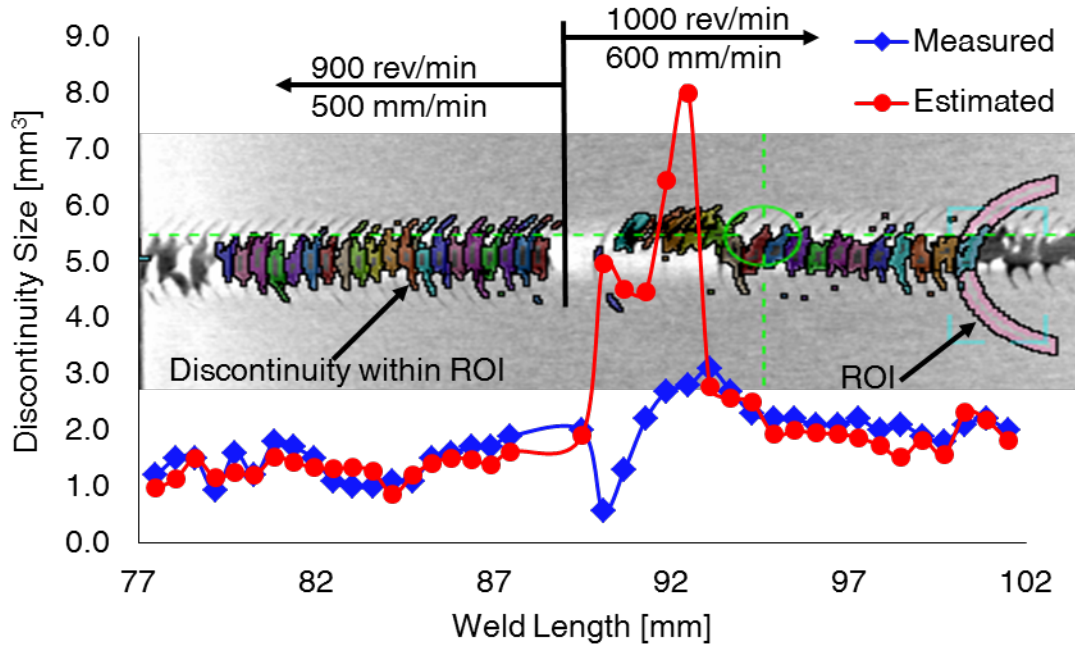 9.0
8.0
7.0
6.0
5.0
4.0
3.0
2.0
1.0
0.0
Discontinuity Size [mm³]
1000 rev/min
600 mm/min
900 rev/min
500 mm/min
Measured
Estimated
Discontinuity within ROI
ROI
77 82 87 92 97 102
Weld Length [mm]